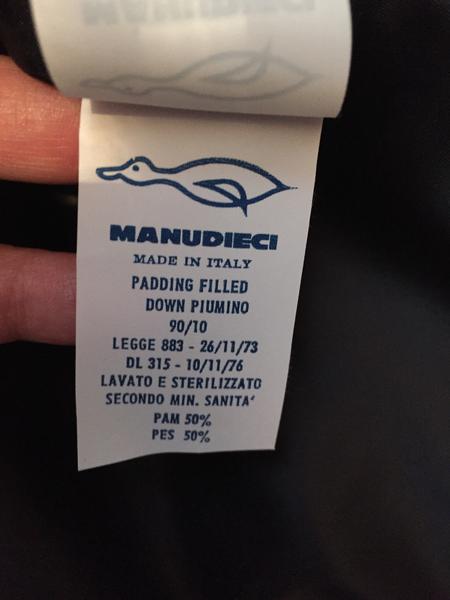 MANUDIECI
MANUDIECI
MADE IN ITALY
PADDING FILLED
DOWN PIUMINO
90/10
LEGGE 883 - 26/11/73
DL 315 - 10/11/76
LAVATO E STERILIZZATO
SECONDO MIN. SANITA'
PAM 50%
PES 50%